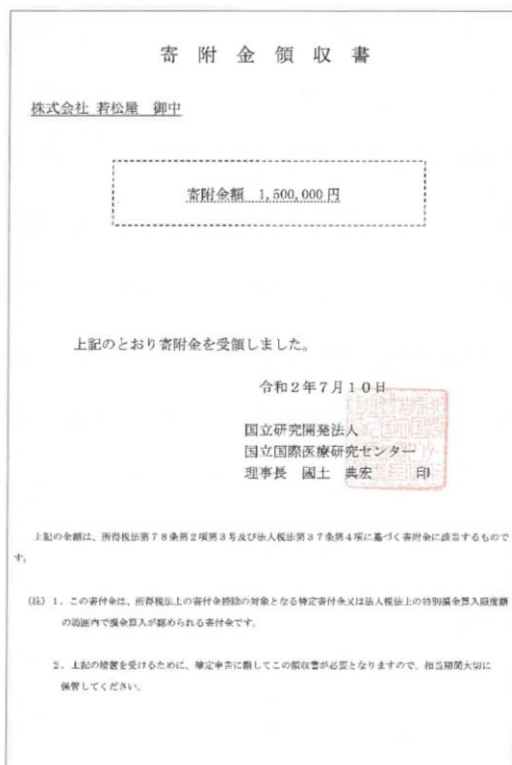 寄附金領収書
株式会社 若松屋 御中
寄附金額 1,500,000円
上記のとおり寄附金を受領しました。
令和2年7月10日
国立研究開発法人
国立国際医療研究センター
理事長 國土 典宏 印
上記の金額は、所得税法第78条第2項第3号及び法人税法第37条第4項に基づく寄附金に該当するもので
す。
(注) 1、この寄付金は、所得税法上の寄付金控除の対象となる特定寄付金又は法人税法上の特別損金算入限度額
の範囲内で損金算入が認められる寄付金です。
2、上記の措置を受けるために、確定申告に際してこの領収書が必要となりますので、相当期間大切に
保管してください。